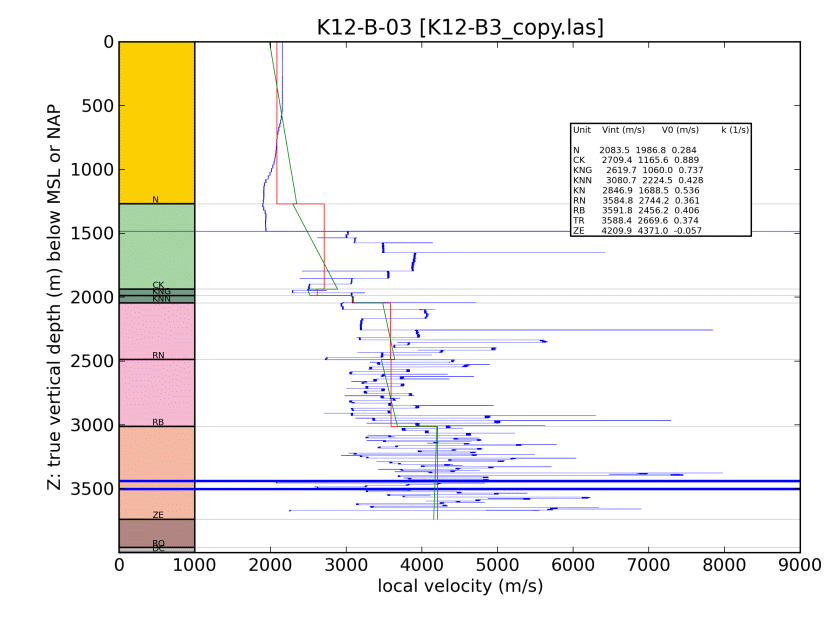 K12-B-03 [K12-B3_copy.las]
0
500
1000
1500
2000
2500
3000
3500
Z: true vertical depth (m) below MSL or NAP
N
CK
KNG
KNN
RN
RB
ZE
RO
DC
Unit Vint (m/s) V0 (m/s) k (1/s)
N 2083.5 1986.8 0.284
CK 2709.4 1165.6 0.889
KNG 2619.7 1060.0 0.737
KNN 3080.7 2224.5 0.428
KN 2846.9 1688.5 0.536
RN 3584.8 2744.2 0.361
RB 3591.8 2456.2 0.406
TR 3588.4 2669.6 0.374
ZE 4209.9 4371.0 -0.057
0 1000 2000 3000 4000 5000 6000 7000 8000 9000
local velocity (m/s)